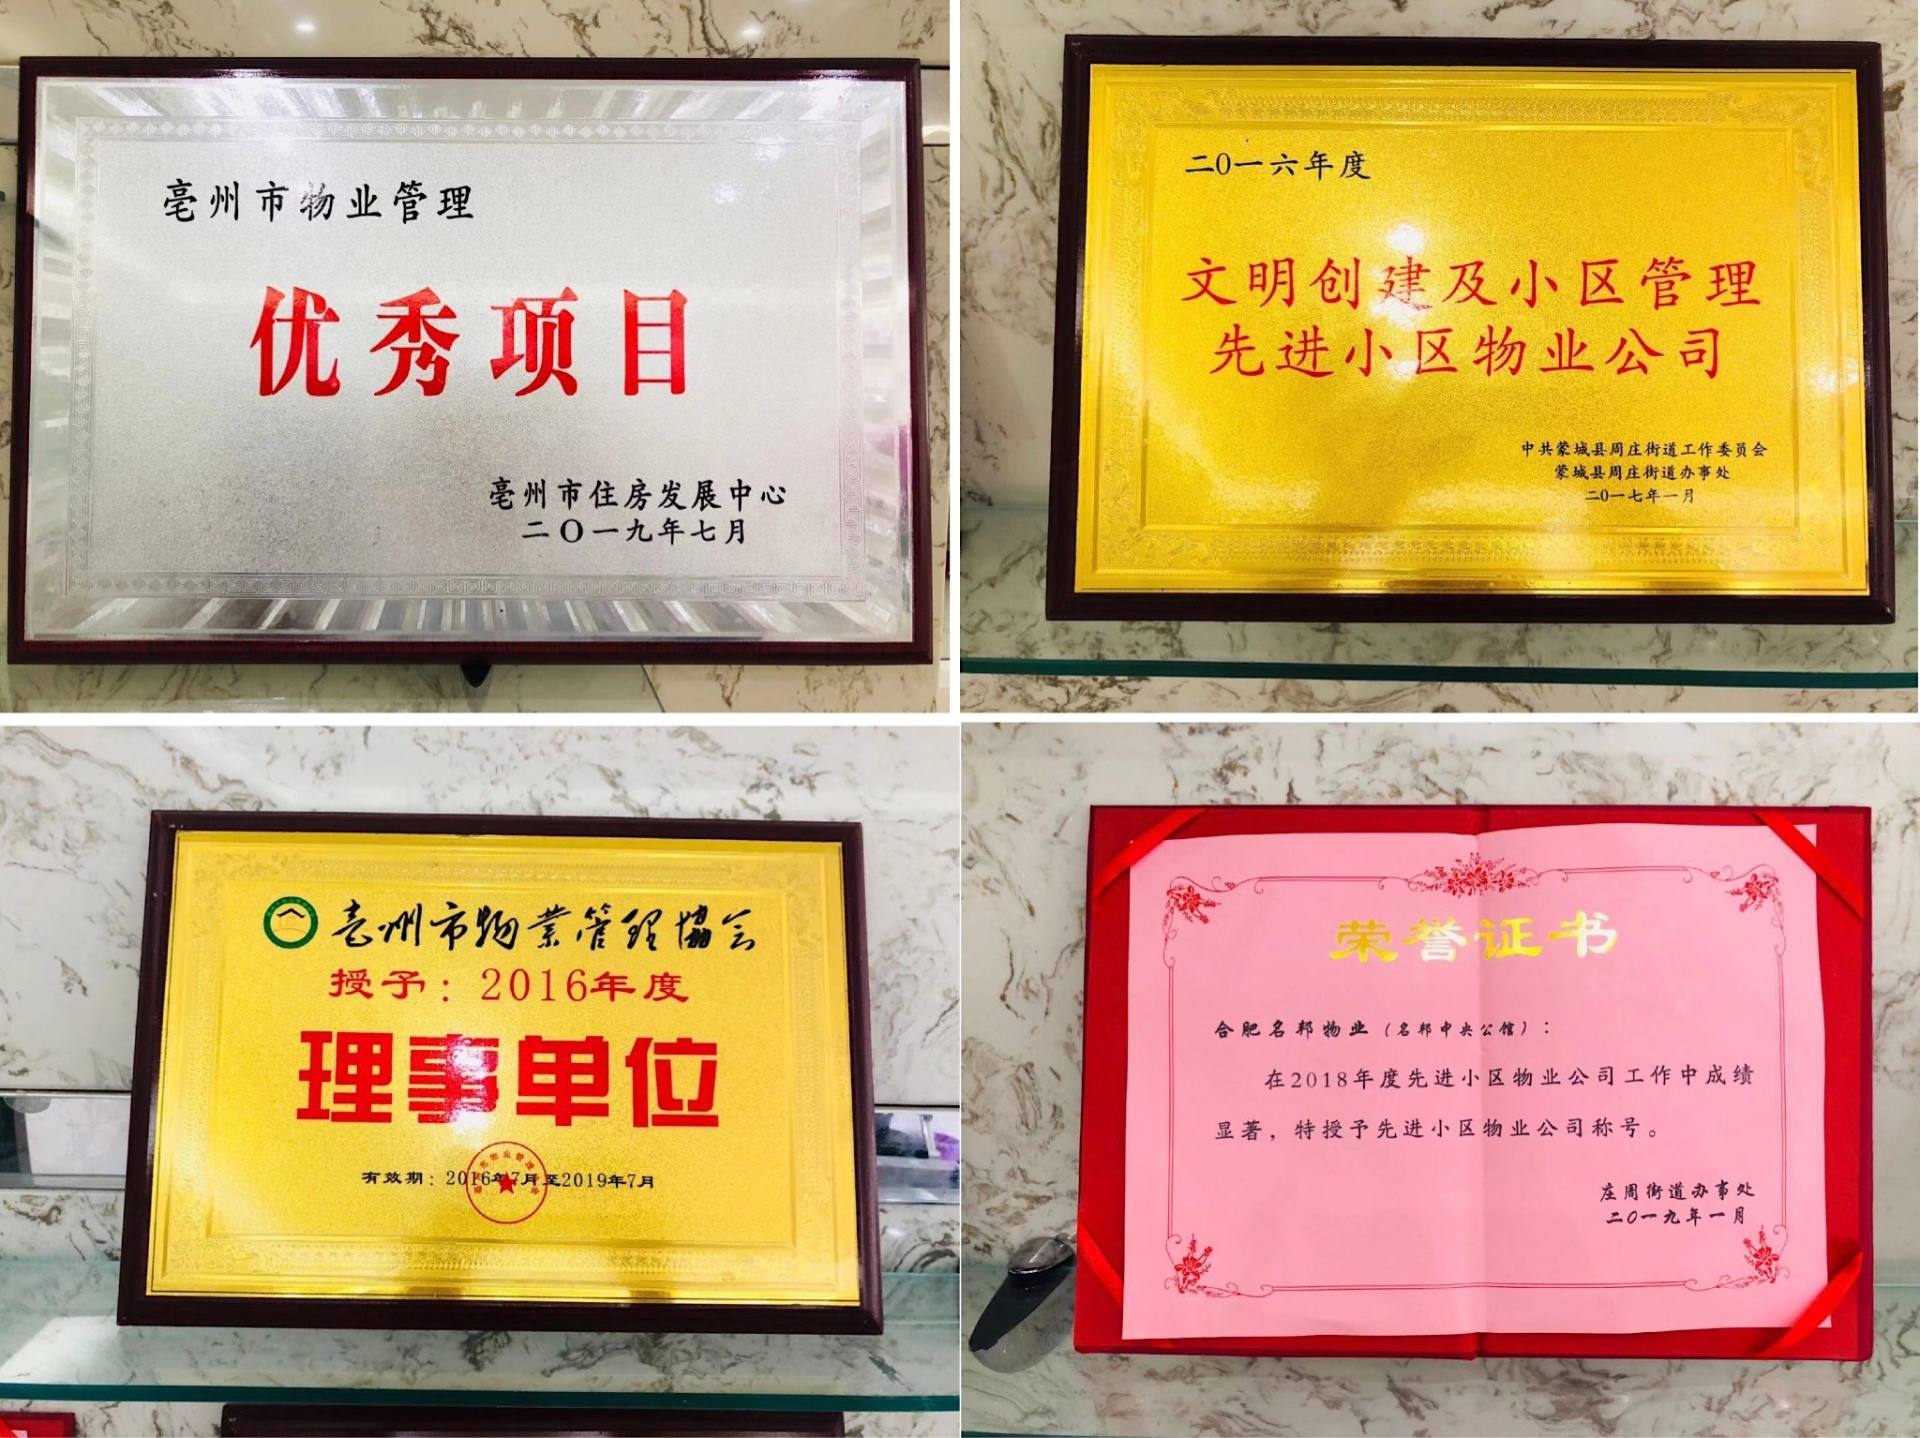 亳州市物业管理
优秀项目
亳州市住房发展中心
二〇一九年七月
二〇一六年度
文明创建及小区管理
先进小区物业公司
中共蒙城县周庄街道工作委员会
蒙城县周庄街道办事处
二〇一七年一月
亳州市物業管理協会
授予：2016年度
理事单位
有效期：2016年7月至2019年7月
荣誉证书
合肥名邦物业（名邦中央公馆）：
在2018年度先进小区物业公司工作中成绩
显著，特授予先进小区物业公司称号。
庄周街道办事处
二〇一九年一月